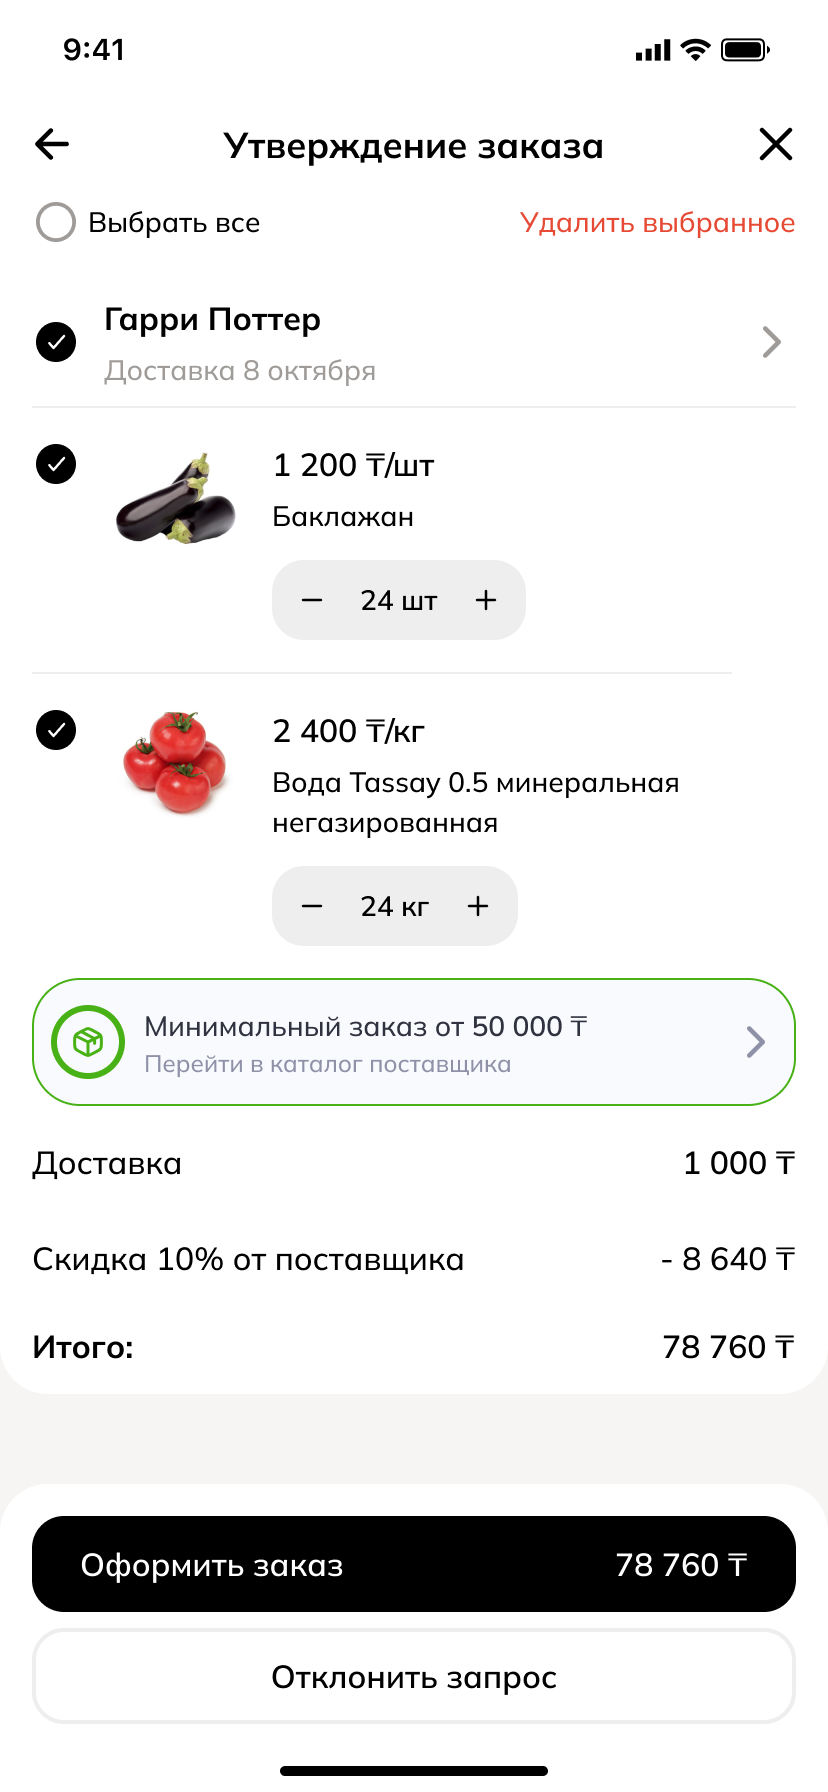 9:41
Утверждение заказа
Выбрать все
Удалить выбранное
Гарри Поттер
Доставка 8 октября
1 200 ₸/шт
Баклажан
− 24 шт +
2 400 ₸/кг
Вода Tassay 0.5 минеральная
негазированная
− 24 кг +
Минимальный заказ от 50 000 ₸
Перейти в каталог поставщика
Доставка 1 000 ₸
Скидка 10% от поставщика - 8 640 ₸
Итого: 78 760 ₸
Оформить заказ 78 760 ₸
Отклонить запрос